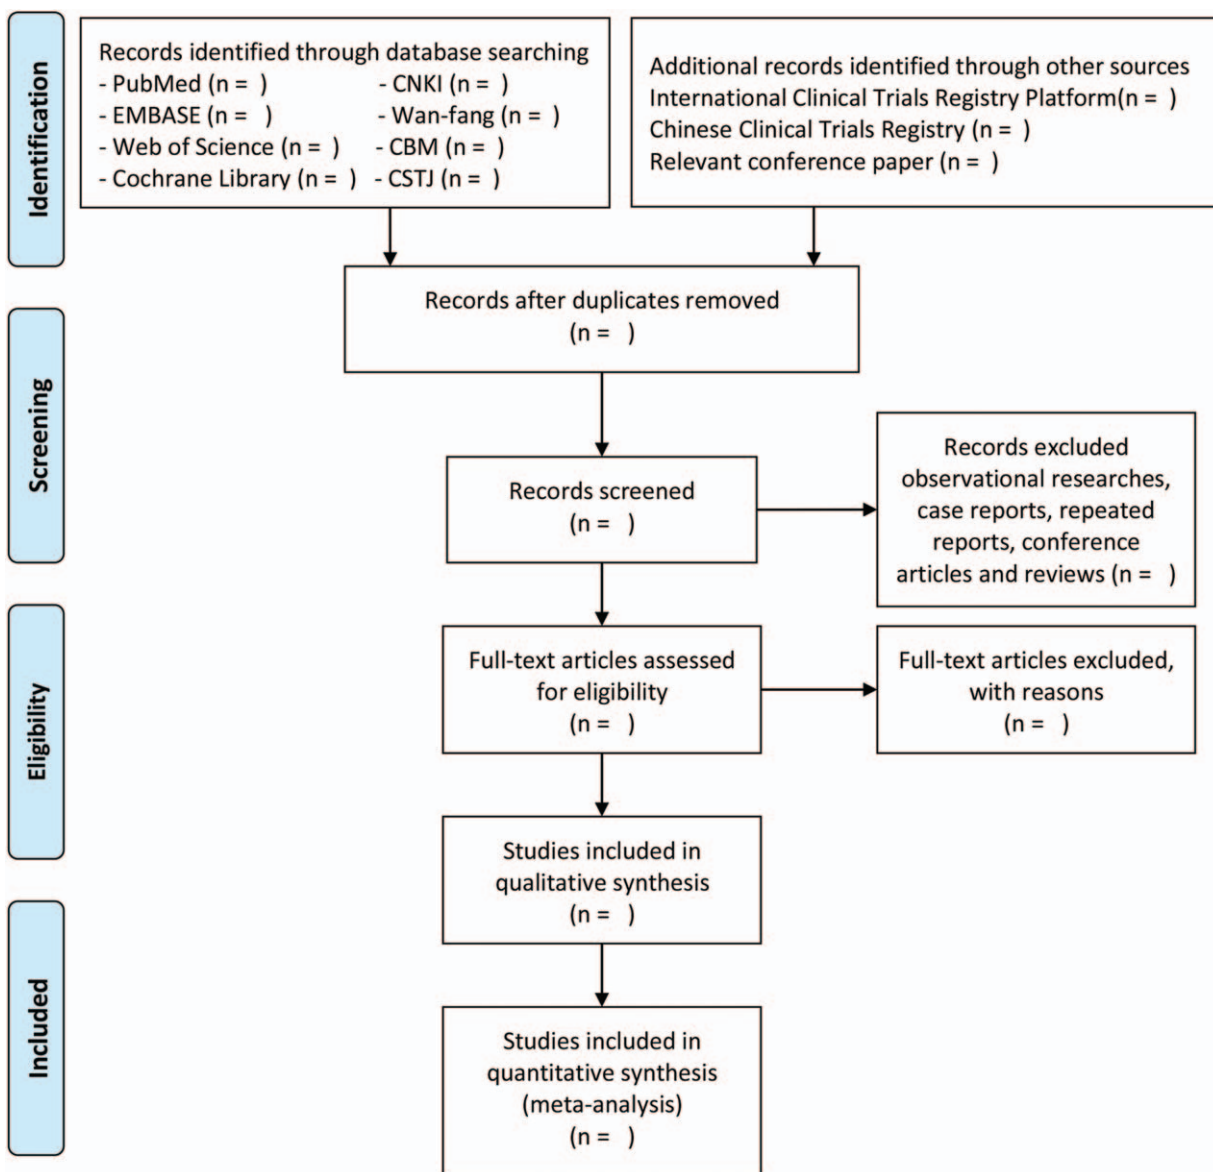 Identification
Records identified through database searching
- PubMed (n =   )
- CNKI (n =   )
- EMBASE (n =   )
- Wan-fang (n =   )
- Web of Science (n =   )
- CBM (n =   )
- Cochrane Library (n =   )
- CSTJ (n =   )
Additional records identified through other sources
International Clinical Trials Registry Platform(n =   )
Chinese Clinical Trials Registry (n =   )
Relevant conference paper (n =   )
Records after duplicates removed
(n =   )
Screening
Records screened
(n =   )
Records excluded
observational researches,
case reports, repeated
reports, conference
articles and reviews (n =   )
Eligibility
Full-text articles assessed
for eligibility
(n =   )
Full-text articles excluded,
with reasons
(n =   )
Studies included in
qualitative synthesis
(n =   )
Included
Studies included in
quantitative synthesis
(meta-analysis)
(n =   )